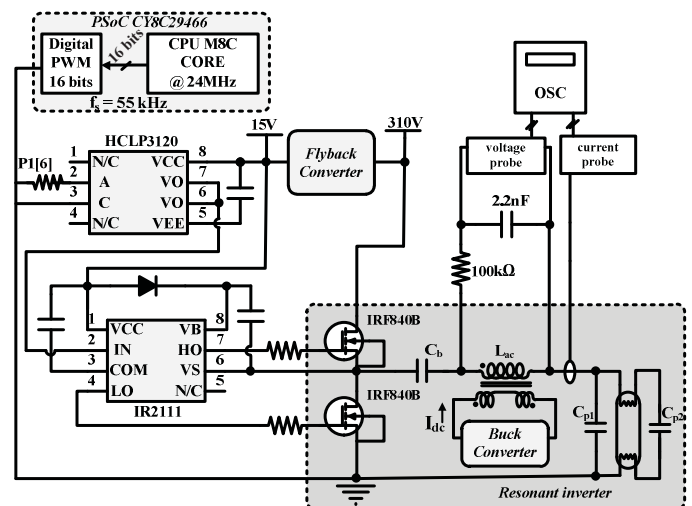 PSoC CY8C29466
Digital
PWM
16 bits
16 bits
CPU M8C
CORE
@ 24MHz
fs = 55 kHz
OSC
voltage
probe
current
probe
HCLP3120
15V
310V
Flyback
Converter
P1[6]
1 N/C VCC 8
2 A VO 7
3 C VO 6
4 N/C VEE 5
2.2nF
100kΩ
1 VCC VB 8
2 IN HO 7
3 COM VS 6
4 LO N/C 5
IR2111
IRF840B
IRF840B
Cb
Lac
Idc
Buck
Converter
Cp1
Cp2
Resonant inverter